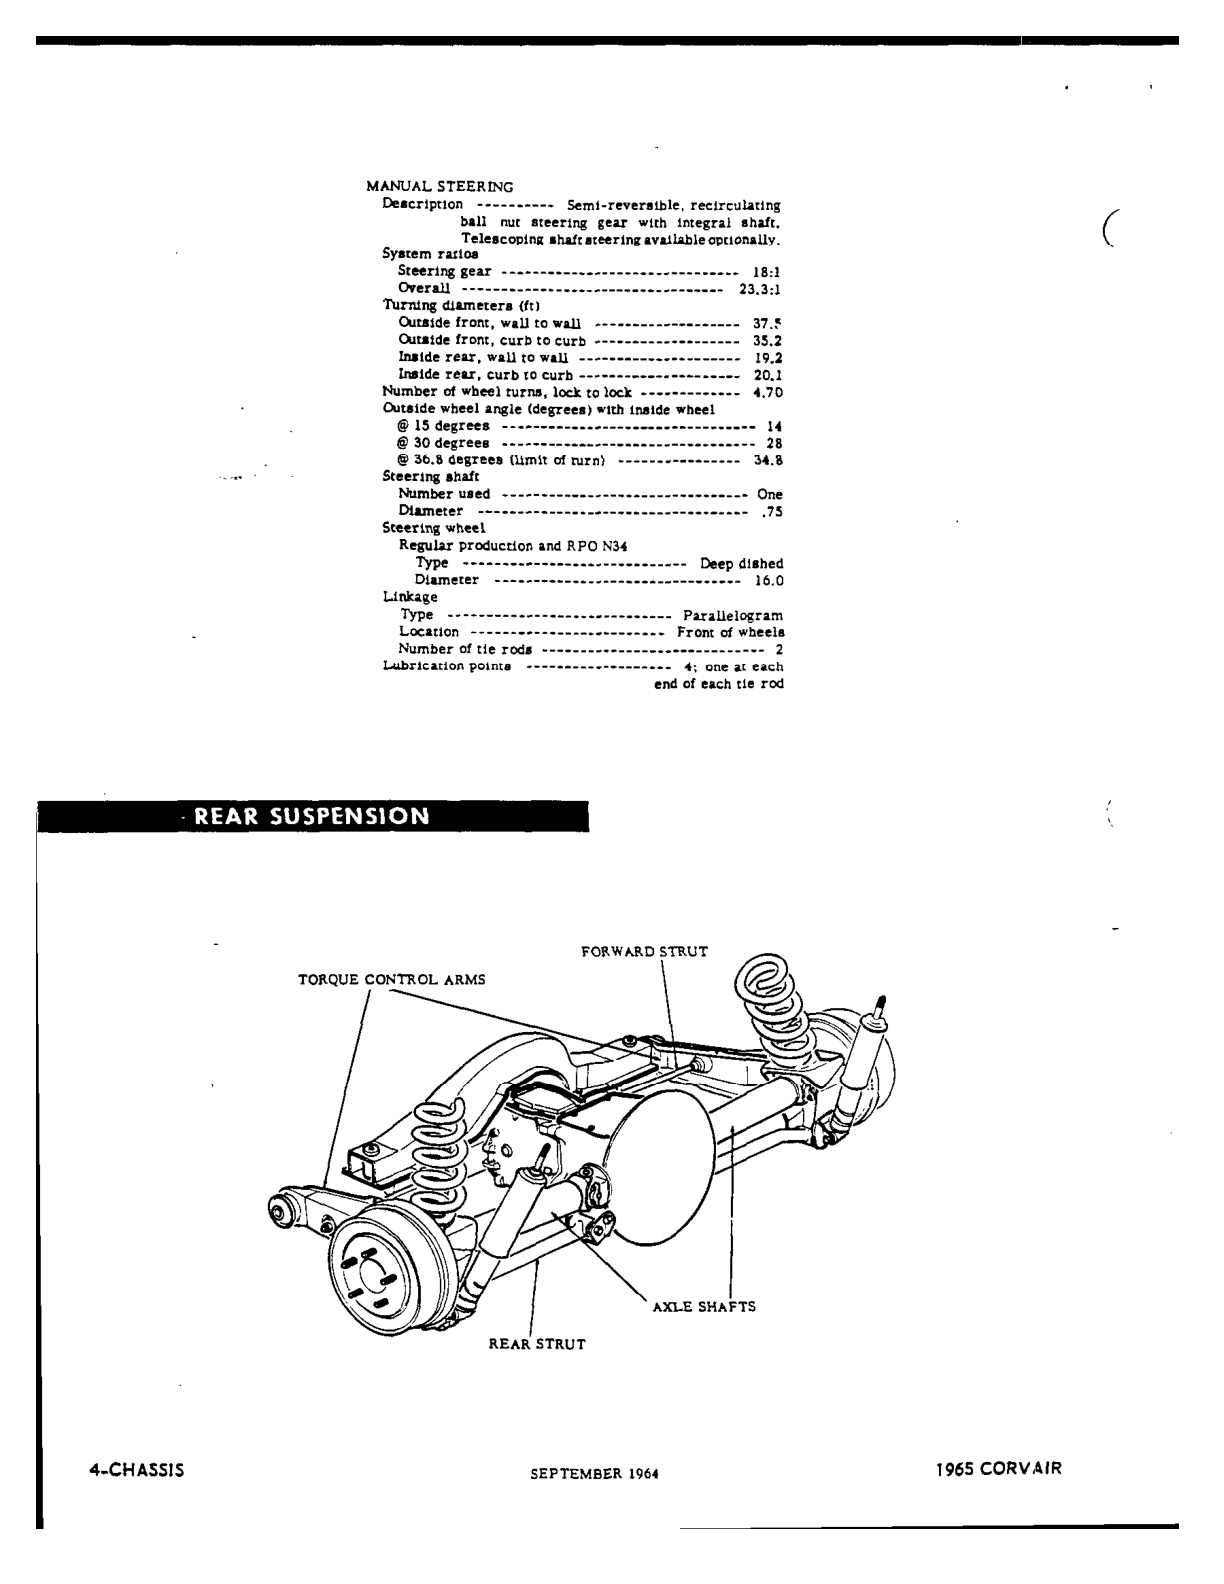 MANUAL STEERING
Description ---------- Semi-reversible, recirculating
ball nut steering gear with integral shaft.
Telescoping shaft steering available optionally.
System ratios
Steering gear ------------------------------ 18:1
Overall --------------------------------- 23.3:1
Turning diameters (ft)
Outside front, wall to wall ------------------- 37.5
Outside front, curb to curb ------------------- 35.2
Inside rear, wall to wall --------------------- 19.2
Inside rear, curb to curb --------------------- 20.1
Number of wheel turns, lock to lock ------------- 4.70
Outside wheel angle (degrees) with inside wheel
@ 15 degrees -------------------------------- 14
@ 30 degrees -------------------------------- 28
@ 36.8 degrees (limit of turn) ---------------- 34.8
Steering shaft
Number used ------------------------------- One
Diameter ---------------------------------- .75
Steering wheel
Regular production and RPO N34
Type ---------------------------- Deep dished
Diameter ------------------------------- 16.0
Linkage
Type ---------------------------- Parallelogram
Location ------------------------- Front of wheels
Number of tie rods ---------------------------- 2
Lubrication points ------------------- 4; one at each
end of each tie rod
REAR SUSPENSION
FORWARD STRUT
TORQUE CONTROL ARMS
AXLE SHAFTS
REAR STRUT
4-CHASSIS
SEPTEMBER 1964
1965 CORVAIR